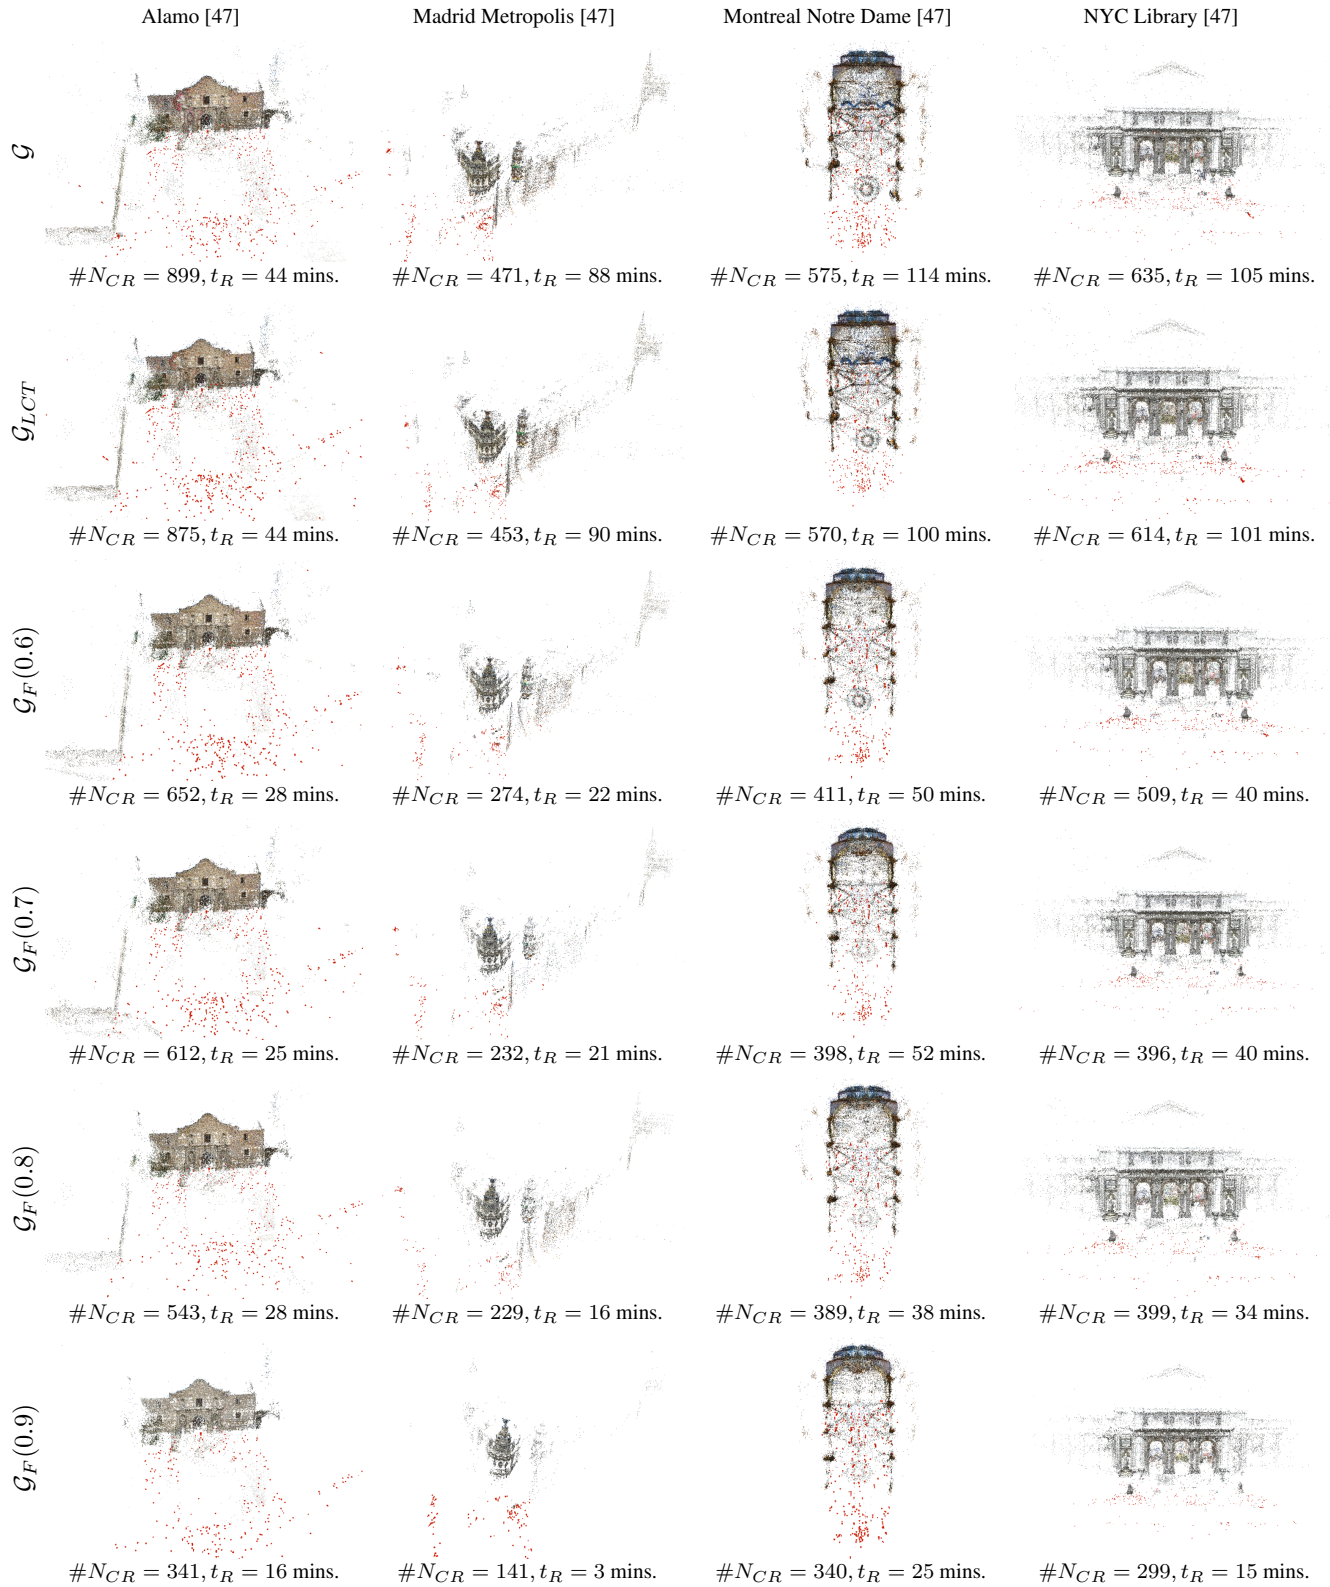 Alamo [47] Madrid Metropolis [47] Montreal Notre Dame [47] NYC Library [47]
𝒢
#N_CR = 899, t_R = 44 mins. #N_CR = 471, t_R = 88 mins. #N_CR = 575, t_R = 114 mins. #N_CR = 635, t_R = 105 mins.
𝒢_LCT
#N_CR = 875, t_R = 44 mins. #N_CR = 453, t_R = 90 mins. #N_CR = 570, t_R = 100 mins. #N_CR = 614, t_R = 101 mins.
𝒢_F(0.6)
#N_CR = 652, t_R = 28 mins. #N_CR = 274, t_R = 22 mins. #N_CR = 411, t_R = 50 mins. #N_CR = 509, t_R = 40 mins.
𝒢_F(0.7)
#N_CR = 612, t_R = 25 mins. #N_CR = 232, t_R = 21 mins. #N_CR = 398, t_R = 52 mins. #N_CR = 396, t_R = 40 mins.
𝒢_F(0.8)
#N_CR = 543, t_R = 28 mins. #N_CR = 229, t_R = 16 mins. #N_CR = 389, t_R = 38 mins. #N_CR = 399, t_R = 34 mins.
𝒢_F(0.9)
#N_CR = 341, t_R = 16 mins. #N_CR = 141, t_R = 3 mins. #N_CR = 340, t_R = 25 mins. #N_CR = 299, t_R = 15 mins.